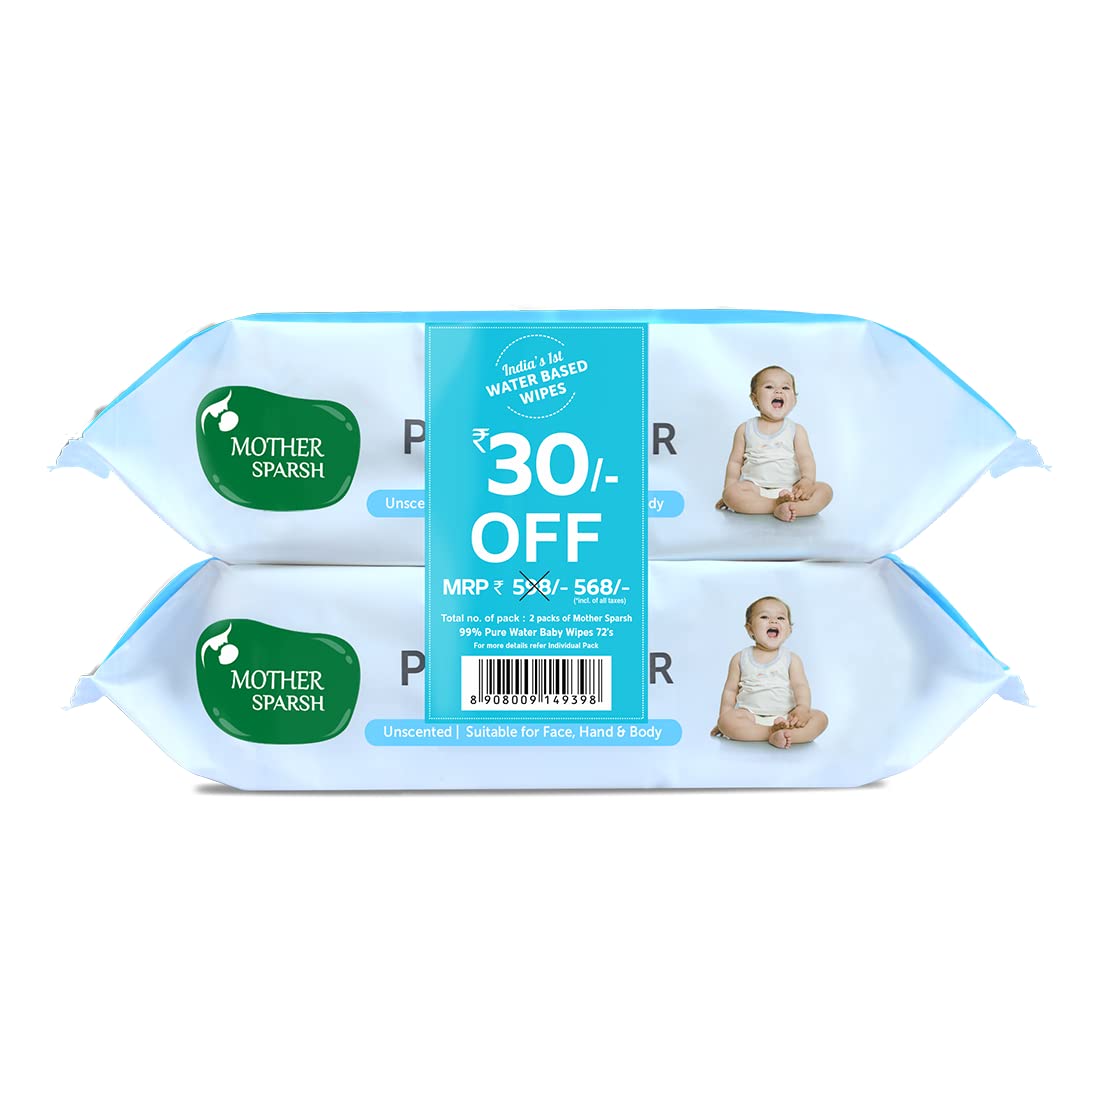 MOTHER
SPARSH
P
R
Unsce
dy
India's 1st
WATER BASED
WIPES
₹30/-
OFF
MRP ₹ 598/- 568/-
(*incl. of all taxes)
Total no. of pack : 2 packs of Mother Sparsh
99% Pure Water Baby Wipes 72's
For more details refer Individual Pack
8 908009 149398
MOTHER
SPARSH
P
R
Unscented | Suitable for Face, Hand & Body